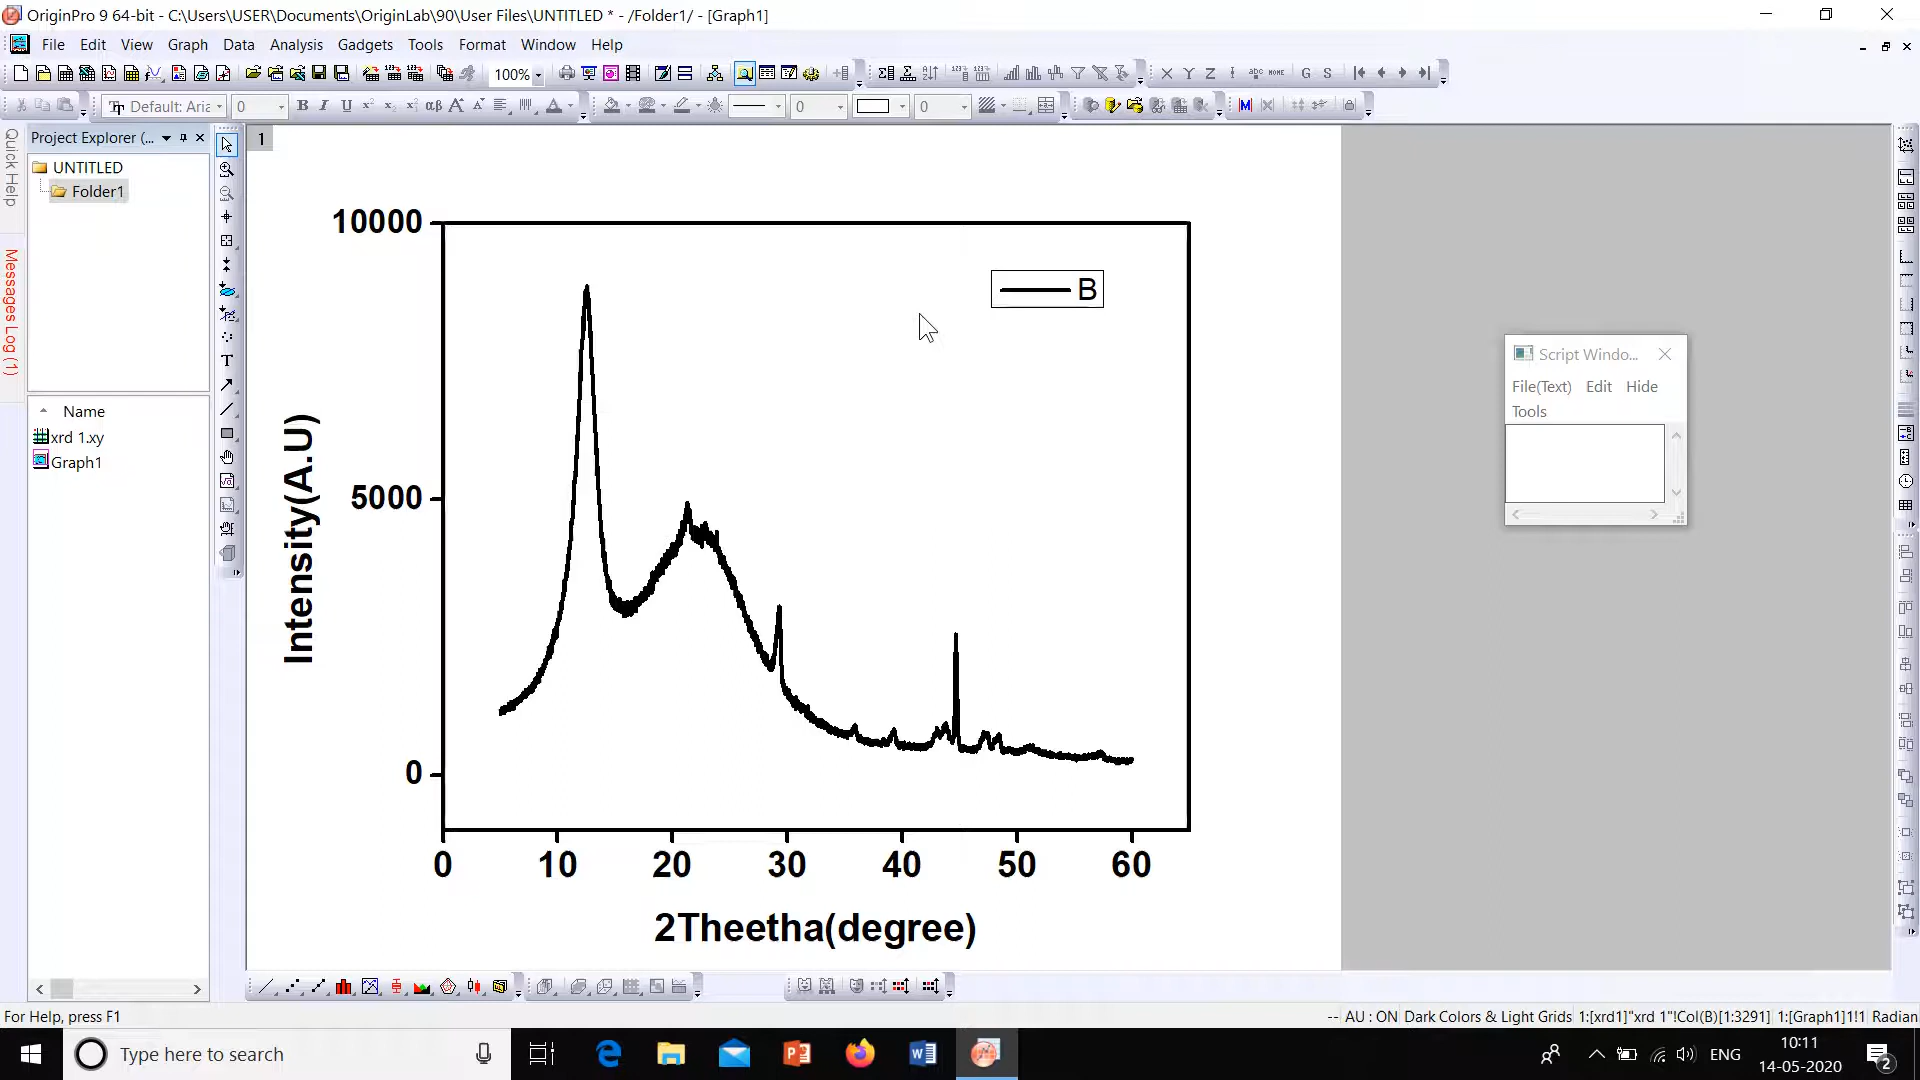 OriginPro 9 64-bit - C:\Users\USER\Documents\OriginLab\90\User Files\UNTITLED * - /Folder1/ - [Graph1]
File Edit View Graph Data Analysis Gadgets Tools Format Window Help
100%
Default: Aria 0 B I U αβ A A A 0 0
Quick Help
Messages Log (1)
Project Explorer (...
UNTITLED
Folder1
Name
xrd 1.xy
Graph1
1
10000
5000
0
Intensity(A.U)
B
0 10 20 30 40 50 60
2Theetha(degree)
Script Windo...
File(Text) Edit Hide
Tools
For Help, press F1
-- AU : ON Dark Colors & Light Grids 1:[xrd1]"xrd 1"!Col(B)[1:3291] 1:[Graph1]1!1 Radian
Type here to search
ENG
10:11
14-05-2020
2